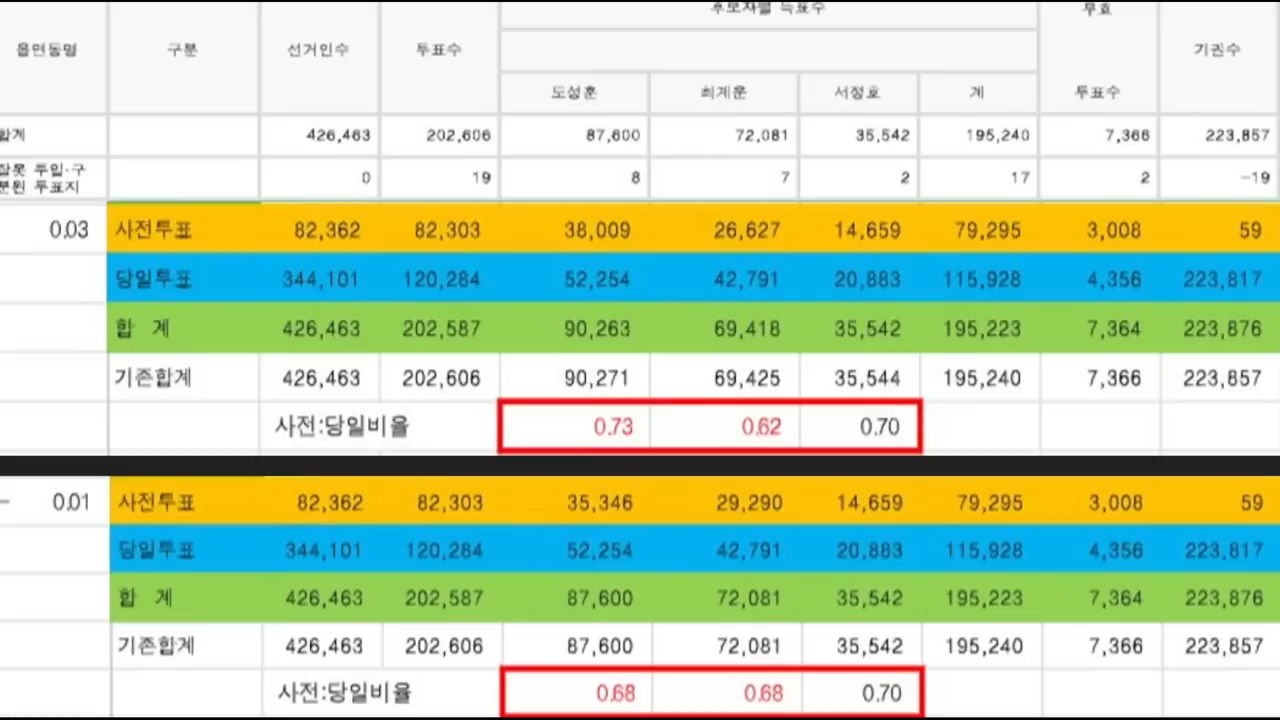 후보자별 득표수 무효
읍면동명 구분 선거인수 투표수 기권수
도성훈 최계운 서정호 계 투표수
합계 426,463 202,606 87,600 72,081 35,542 195,240 7,366 223,857
잘못 투입·구
분된 투표지 0 19 8 7 2 17 2 -19
0.03 사전투표 82,362 82,303 38,009 26,627 14,659 79,295 3,008 59
당일투표 344,101 120,284 52,254 42,791 20,883 115,928 4,356 223,817
합 계 426,463 202,587 90,263 69,418 35,542 195,223 7,364 223,876
기존합계 426,463 202,606 90,271 69,425 35,544 195,240 7,366 223,857
사전:당일비율 0.73 0.62 0.70
- 0.01 사전투표 82,362 82,303 35,346 29,290 14,659 79,295 3,008 59
당일투표 344,101 120,284 52,254 42,791 20,883 115,928 4,356 223,817
합 계 426,463 202,587 87,600 72,081 35,542 195,223 7,364 223,876
기존합계 426,463 202,606 87,600 72,081 35,542 195,240 7,366 223,857
사전:당일비율 0.68 0.68 0.70